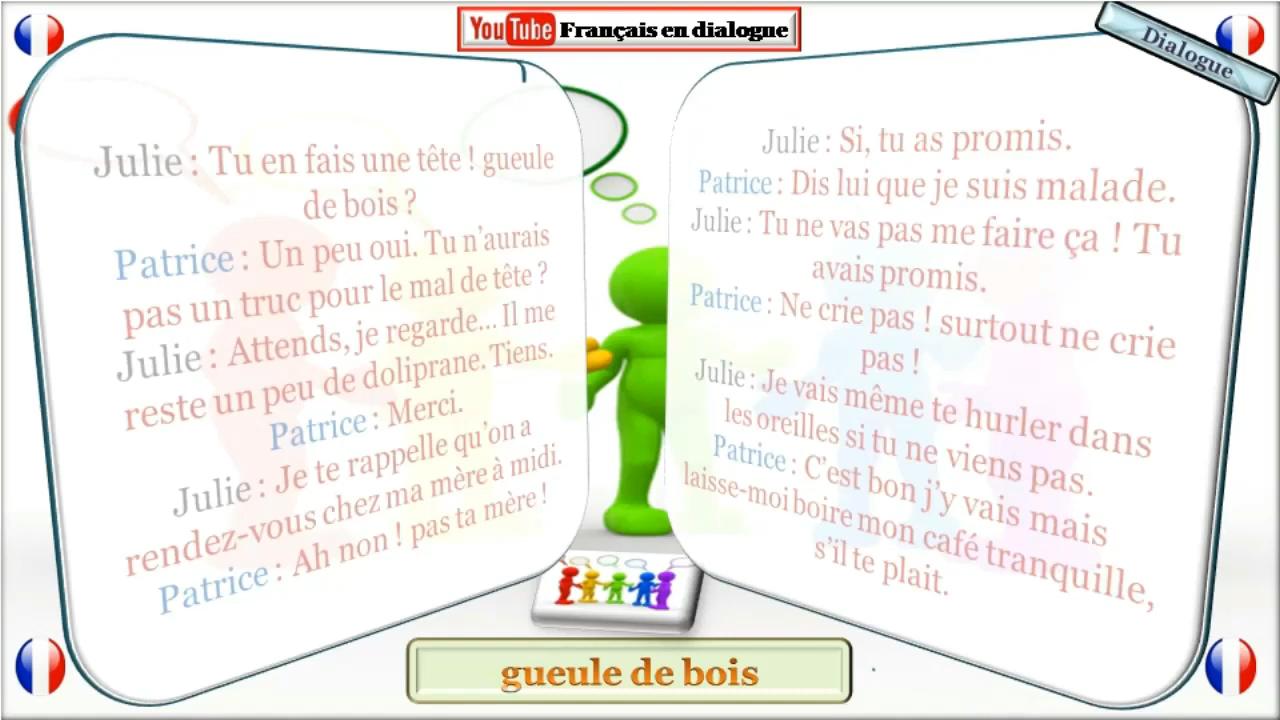 YouTube Français en dialogue
Dialogue
Julie : Tu en fais une tête ! gueule
de bois ?
Patrice : Un peu oui. Tu n'aurais
pas un truc pour le mal de tête ?
Julie : Attends, je regarde... Il me
reste un peu de doliprane. Tiens.
Patrice : Merci.
Julie : Je te rappelle qu'on a
rendez-vous chez ma mère à midi.
Patrice : Ah non ! pas ta mère !
Julie : Si, tu as promis.
Patrice : Dis lui que je suis malade.
Julie : Tu ne vas pas me faire ça ! Tu
avais promis.
Patrice : Ne crie pas ! surtout ne crie
pas !
Julie : Je vais même te hurler dans
les oreilles si tu ne viens pas.
Patrice : C'est bon j'y vais mais
laisse-moi boire mon café tranquille,
s'il te plait.
gueule de bois